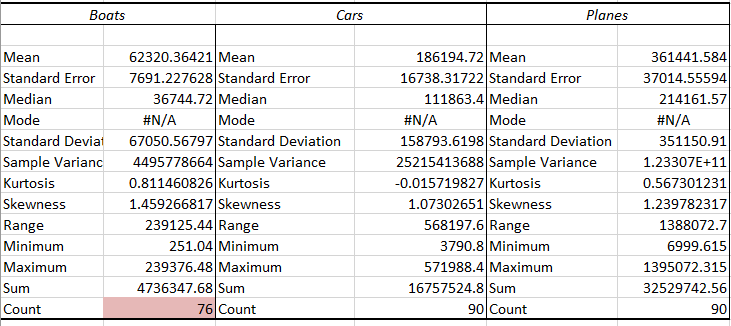 Boats Cars Planes
Mean 62320.36421 Mean 186194.72 Mean 361441.584
Standard Error 7691.227628 Standard Error 16738.31722 Standard Error 37014.55594
Median 36744.72 Median 111863.4 Median 214161.57
Mode #N/A Mode #N/A Mode #N/A
Standard Deviat 67050.56797 Standard Deviation 158793.6198 Standard Deviation 351150.91
Sample Varianc 4495778664 Sample Variance 25215413688 Sample Variance 1.23307E+11
Kurtosis 0.811460826 Kurtosis -0.015719827 Kurtosis 0.567301231
Skewness 1.459266817 Skewness 1.07302651 Skewness 1.239782317
Range 239125.44 Range 568197.6 Range 1388072.7
Minimum 251.04 Minimum 3790.8 Minimum 6999.615
Maximum 239376.48 Maximum 571988.4 Maximum 1395072.315
Sum 4736347.68 Sum 16757524.8 Sum 32529742.56
Count 76 Count 90 Count 90